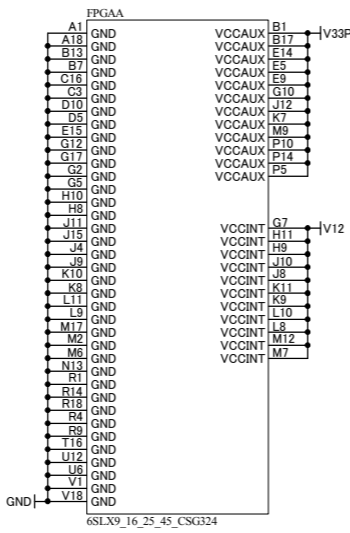 FPGAA
A1 GND VCCAUX B1 V33P
A18 GND VCCAUX B17
B13 GND VCCAUX E14
B7 GND VCCAUX E5
C16 GND VCCAUX E9
C3 GND VCCAUX G10
D10 GND VCCAUX J12
D5 GND VCCAUX K7
E15 GND VCCAUX M9
G12 GND VCCAUX P10
G17 GND VCCAUX P14
G2 GND VCCAUX P5
G5 GND
H10 GND
H8 GND
J11 GND VCCINT G7 V12
J15 GND VCCINT H11
J4 GND VCCINT H9
J9 GND VCCINT J10
K10 GND VCCINT J8
K8 GND VCCINT K11
L11 GND VCCINT K9
L9 GND VCCINT L10
M17 GND VCCINT L8
M2 GND VCCINT M12
M6 GND VCCINT M7
N13 GND
R1 GND
R14 GND
R18 GND
R4 GND
R9 GND
T16 GND
U12 GND
U6 GND
V1 GND
GND V18 GND
6SLX9_16_25_45_CSG324